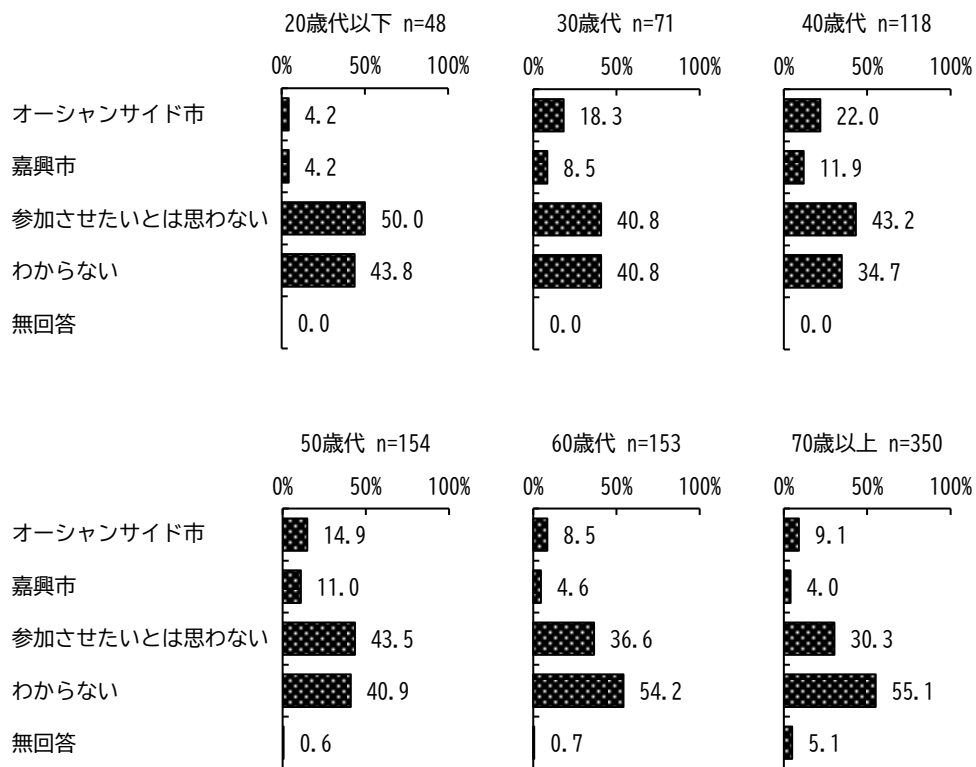 20歳代以下 n=48 30歳代 n=71 40歳代 n=118
0% 50% 100% 0% 50% 100% 0% 50% 100%
オーシャンサイド市 4.2 18.3 22.0
嘉興市 4.2 8.5 11.9
参加させたいとは思わない 50.0 40.8 43.2
わからない 43.8 40.8 34.7
無回答 0.0 0.0 0.0
50歳代 n=154 60歳代 n=153 70歳以上 n=350
0% 50% 100% 0% 50% 100% 0% 50% 100%
オーシャンサイド市 14.9 8.5 9.1
嘉興市 11.0 4.6 4.0
参加させたいとは思わない 43.5 36.6 30.3
わからない 40.9 54.2 55.1
無回答 0.6 0.7 5.1